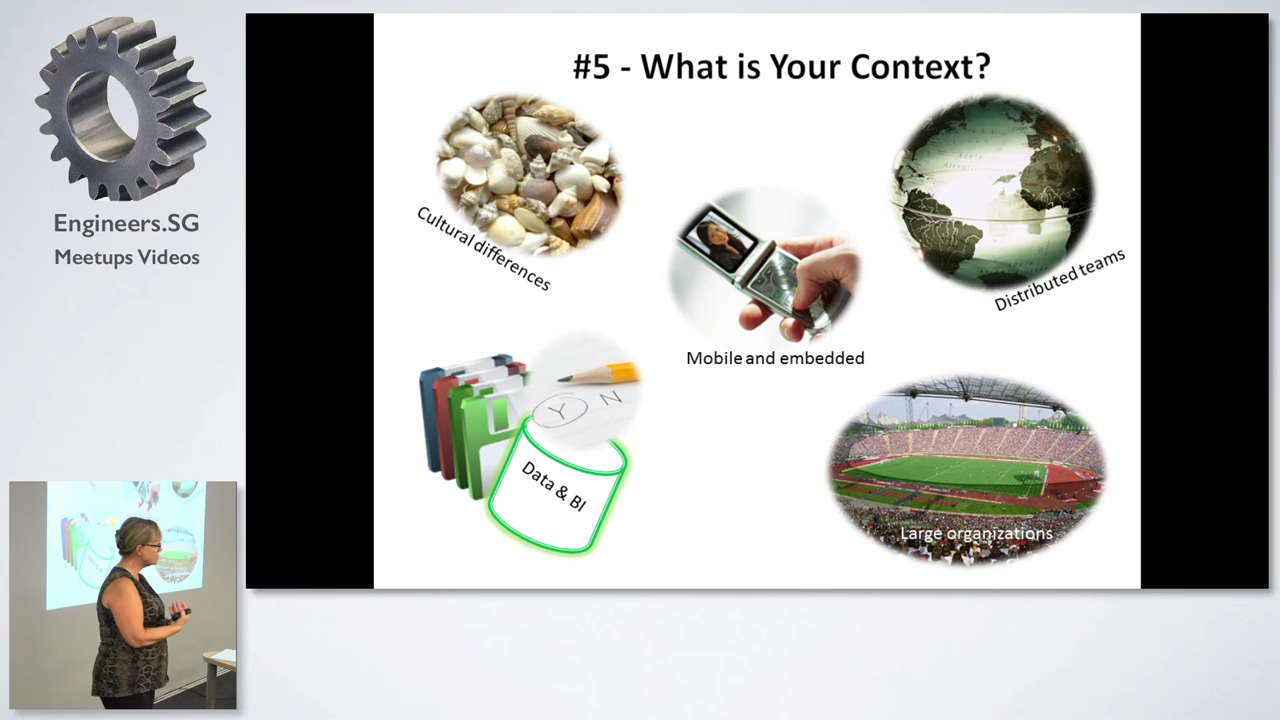 Engineers.SG
Meetups Videos
#5 - What is Your Context?
Cultural differences
Distributed teams
Mobile and embedded
Y N
Data & BI
Large organizations